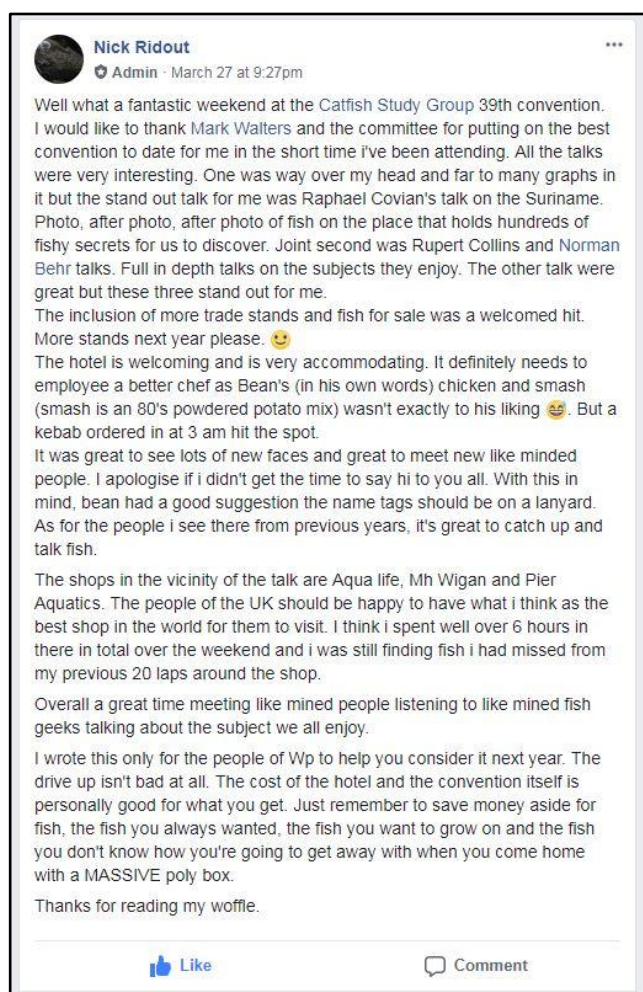 Nick Ridout
Admin · March 27 at 9:27pm
Well what a fantastic weekend at the Catfish Study Group 39th convention.
I would like to thank Mark Walters and the committee for putting on the best
convention to date for me in the short time i've been attending. All the talks
were very interesting. One was way over my head and far to many graphs in
it but the stand out talk for me was Raphael Covian's talk on the Suriname.
Photo, after photo, after photo of fish on the place that holds hundreds of
fishy secrets for us to discover. Joint second was Rupert Collins and Norman
Behr talks. Full in depth talks on the subjects they enjoy. The other talk were
great but these three stand out for me.
The inclusion of more trade stands and fish for sale was a welcomed hit.
More stands next year please. 🙂
The hotel is welcoming and is very accommodating. It definitely needs to
employee a better chef as Bean's (in his own words) chicken and smash
(smash is an 80's powdered potato mix) wasn't exactly to his liking 😅. But a
kebab ordered in at 3 am hit the spot.
It was great to see lots of new faces and great to meet new like minded
people. I apologise if i didn't get the time to say hi to you all. With this in
mind, bean had a good suggestion the name tags should be on a lanyard.
As for the people i see there from previous years, it's great to catch up and
talk fish.
The shops in the vicinity of the talk are Aqua life, Mh Wigan and Pier
Aquatics. The people of the UK should be happy to have what i think as the
best shop in the world for them to visit. I think i spent well over 6 hours in
there in total over the weekend and i was still finding fish i had missed from
my previous 20 laps around the shop.
Overall a great time meeting like mined people listening to like mined fish
geeks talking about the subject we all enjoy.
I wrote this only for the people of Wp to help you consider it next year. The
drive up isn't bad at all. The cost of the hotel and the convention itself is
personally good for what you get. Just remember to save money aside for
fish, the fish you always wanted, the fish you want to grow on and the fish
you don't know how you're going to get away with when you come home
with a MASSIVE poly box.
Thanks for reading my woffle.
Like
Comment